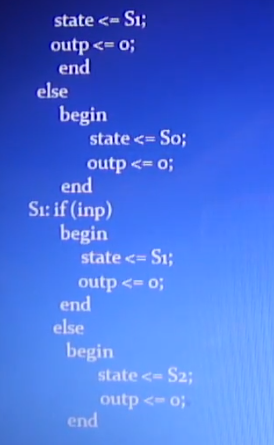 state <= S1;
outp <= 0;
end
else
begin
state <= S0;
outp <= 0;
end
S1: if (inp)
begin
state <= S1;
outp <= 0;
end
else
begin
state <= S2;
outp <= 0;
end